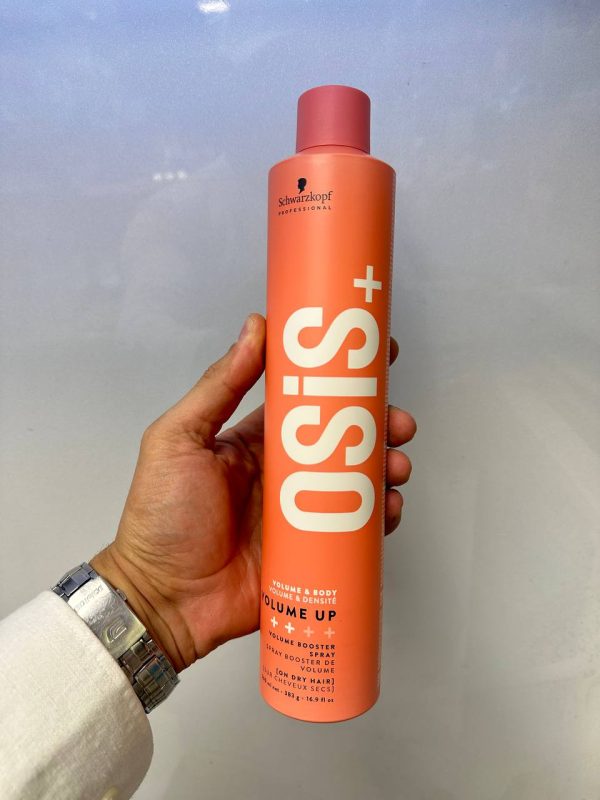 Schwarzkopf
PROFESSIONAL
OSiS+
VOLUME & BODY
VOLUME & DENSITÉ
VOLUME UP
++++
VOLUME BOOSTER
SPRAY
SPRAY BOOSTER DE
VOLUME
[ON DRY HAIR]
CHEVEUX SECS]
383 g · 16.9 fl oz